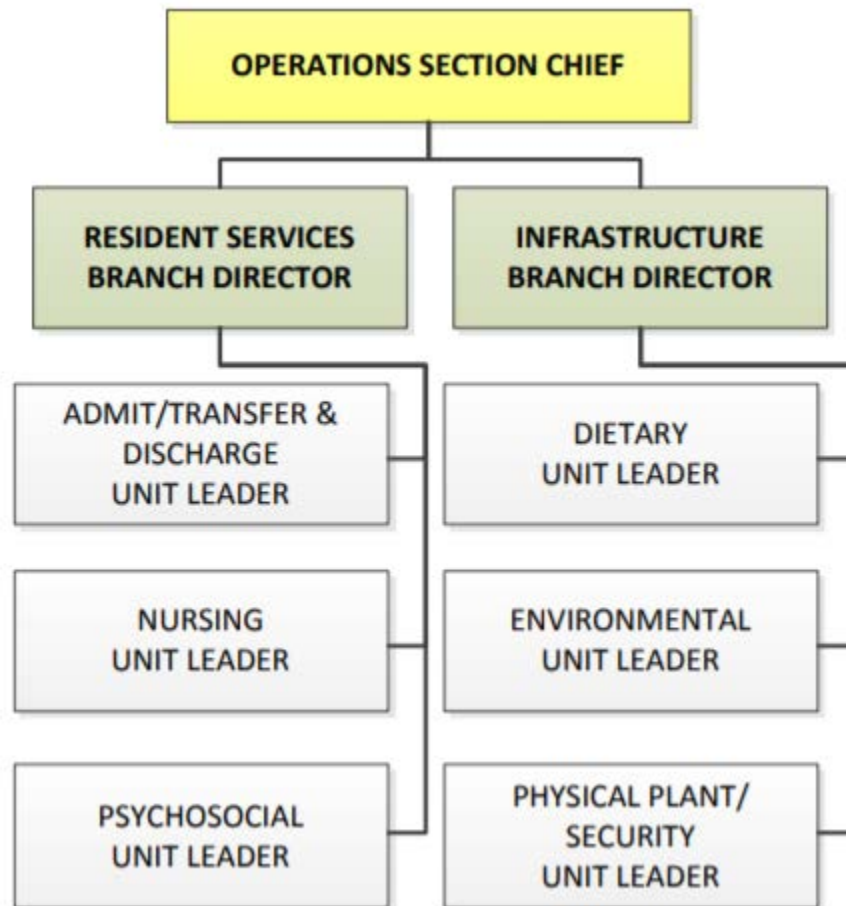 OPERATIONS SECTION CHIEF
RESIDENT SERVICES
BRANCH DIRECTOR
INFRASTRUCTURE
BRANCH DIRECTOR
ADMIT/TRANSFER &
DISCHARGE
UNIT LEADER
DIETARY
UNIT LEADER
NURSING
UNIT LEADER
ENVIRONMENTAL
UNIT LEADER
PSYCHOSOCIAL
UNIT LEADER
PHYSICAL PLANT/
SECURITY
UNIT LEADER